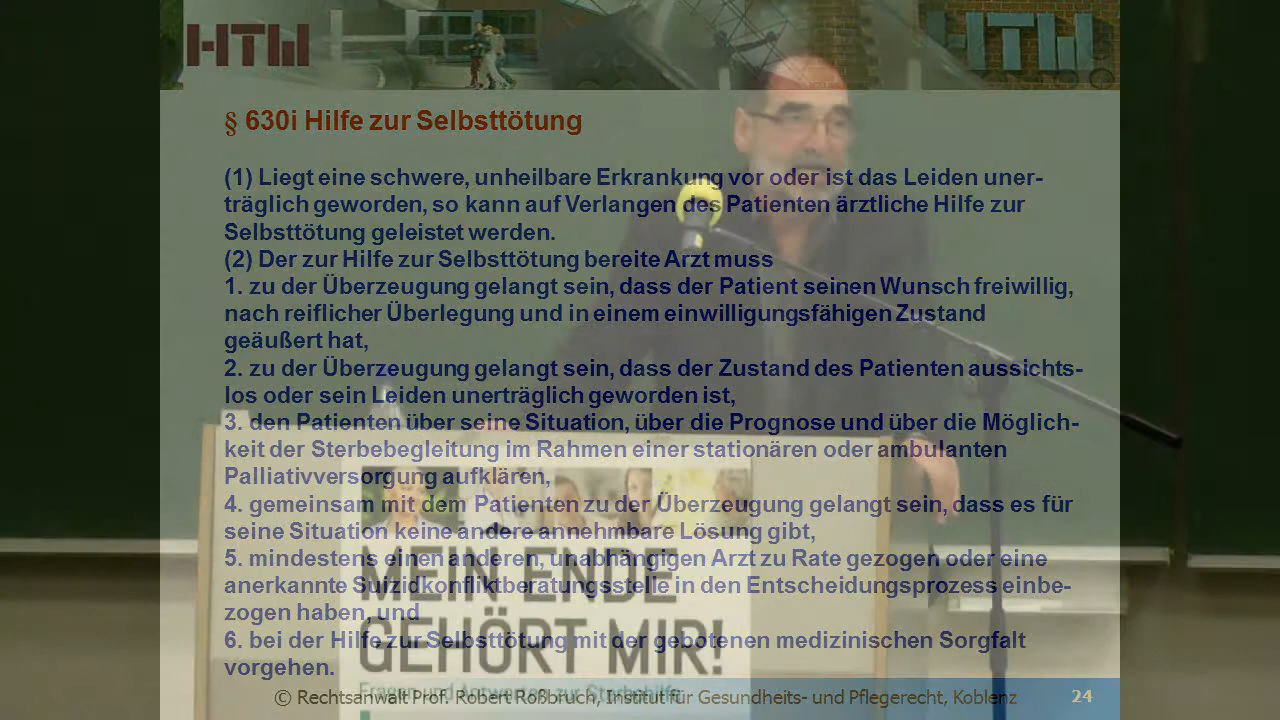 HTW HTW
§ 630i Hilfe zur Selbsttötung
(1) Liegt eine schwere, unheilbare Erkrankung vor oder ist das Leiden uner-
träglich geworden, so kann auf Verlangen des Patienten ärztliche Hilfe zur
Selbsttötung geleistet werden.
(2) Der zur Hilfe zur Selbsttötung bereite Arzt muss
1. zu der Überzeugung gelangt sein, dass der Patient seinen Wunsch freiwillig,
nach reiflicher Überlegung und in einem einwilligungsfähigen Zustand
geäußert hat,
2. zu der Überzeugung gelangt sein, dass der Zustand des Patienten aussichts-
los oder sein Leiden unerträglich geworden ist,
3. den Patienten über seine Situation, über die Prognose und über die Möglich-
keit der Sterbebegleitung im Rahmen einer stationären oder ambulanten
Palliativversorgung aufklären,
4. gemeinsam mit dem Patienten zu der Überzeugung gelangt sein, dass es für
seine Situation keine andere annehmbare Lösung gibt,
5. mindestens einen anderen, unabhängigen Arzt zu Rate gezogen oder eine
anerkannte Suizidkonfliktberatungsstelle in den Entscheidungsprozess einbe-
zogen haben, und
6. bei der Hilfe zur Selbsttötung mit der gebotenen medizinischen Sorgfalt
vorgehen.
MEIN ENDE
GEHÖRT MIR!
Fragen und Antworten zur Sterbehilfe
© Rechtsanwalt Prof. Robert Roßbruch, Institut für Gesundheits- und Pflegerecht, Koblenz 24